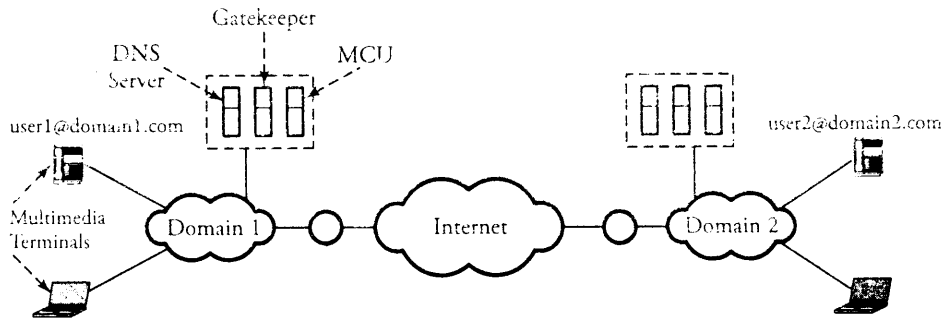 Gatekeeper
DNS
Server
MCU
user1@domain1.com
user2@domain2.com
Multimedia
Terminals
Domain 1
Internet
Domain 2